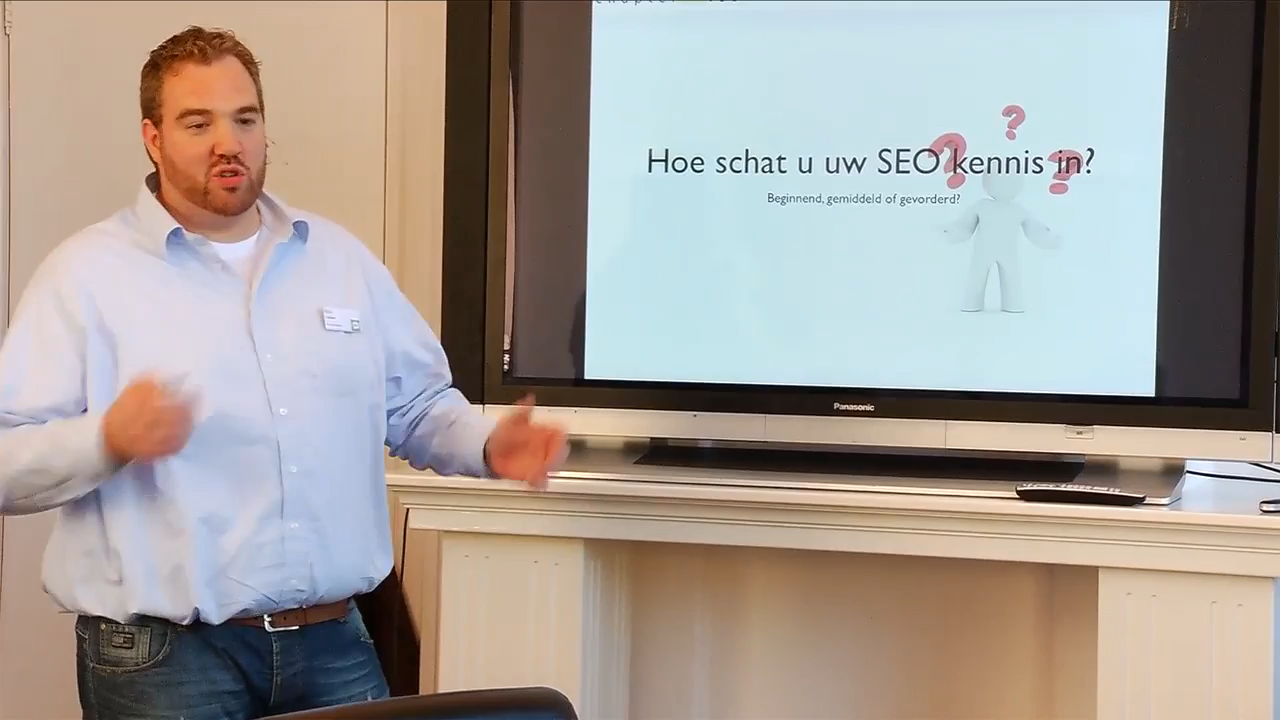 Hoe schat u uw SEO kennis in?
Beginnend, gemiddeld of gevorderd?
Panasonic